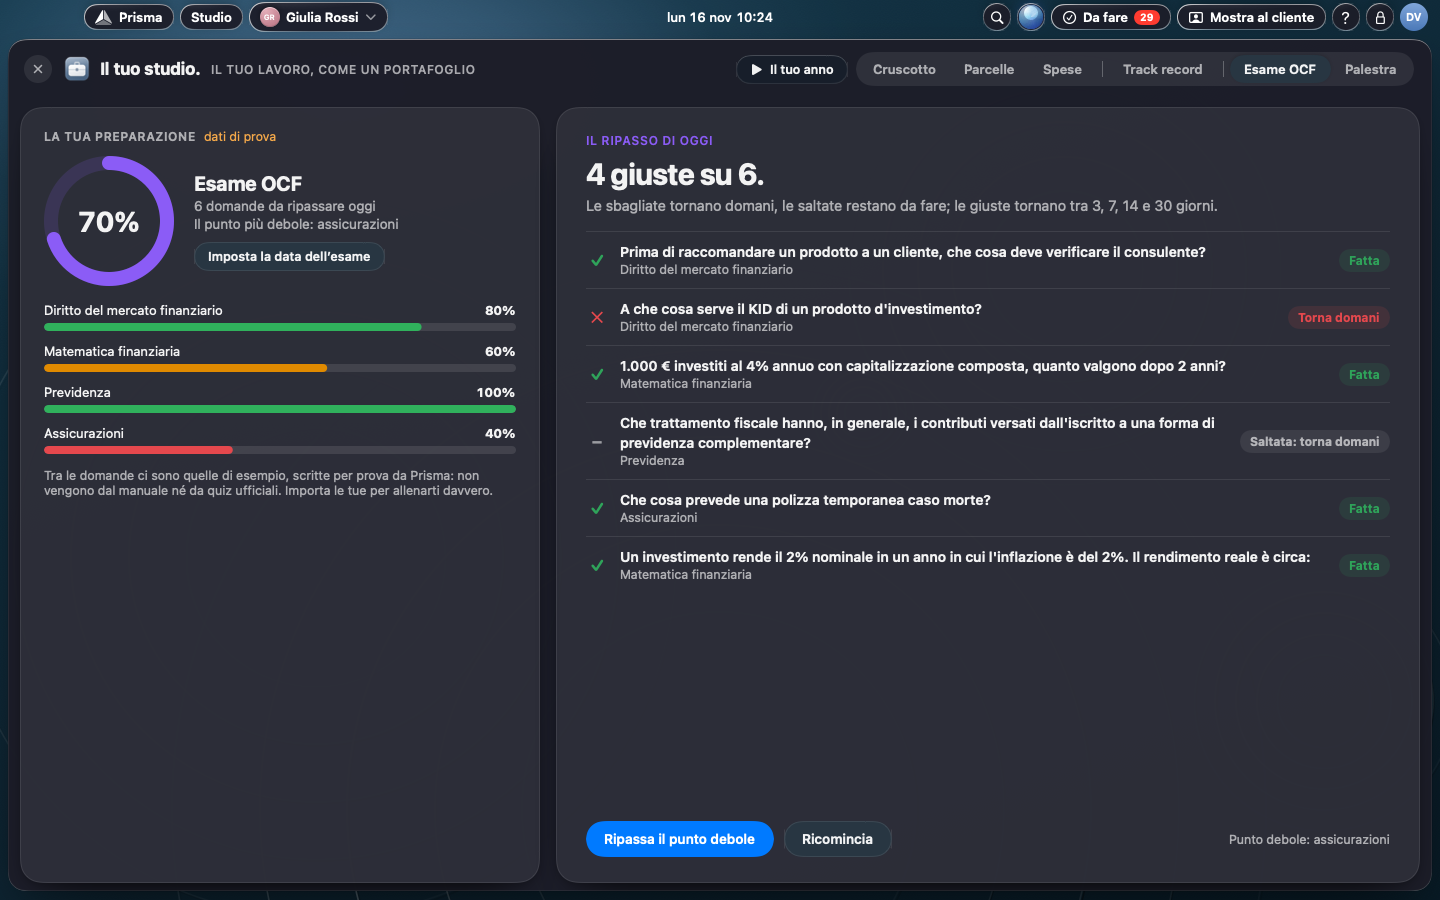 Prisma
Studio
GR Giulia Rossi
lun 16 nov 10:24
Da fare 29
Mostra al cliente
?
DV
Il tuo studio. IL TUO LAVORO, COME UN PORTAFOGLIO
Il tuo anno
Cruscotto
Parcelle
Spese
Track record
Esame OCF
Palestra
LA TUA PREPARAZIONE dati di prova
70%
Esame OCF
6 domande da ripassare oggi
Il punto più debole: assicurazioni
Imposta la data dell'esame
Diritto del mercato finanziario 80%
Matematica finanziaria 60%
Previdenza 100%
Assicurazioni 40%
Tra le domande ci sono quelle di esempio, scritte per prova da Prisma: non
vengono dal manuale né da quiz ufficiali. Importa le tue per allenarti davvero.
IL RIPASSO DI OGGI
4 giuste su 6.
Le sbagliate tornano domani, le saltate restano da fare; le giuste tornano tra 3, 7, 14 e 30 giorni.
Prima di raccomandare un prodotto a un cliente, che cosa deve verificare il consulente?
Diritto del mercato finanziario
Fatta
A che cosa serve il KID di un prodotto d'investimento?
Diritto del mercato finanziario
Torna domani
1.000 € investiti al 4% annuo con capitalizzazione composta, quanto valgono dopo 2 anni?
Matematica finanziaria
Fatta
Che trattamento fiscale hanno, in generale, i contributi versati dall'iscritto a una forma di
previdenza complementare?
Previdenza
Saltata: torna domani
Che cosa prevede una polizza temporanea caso morte?
Assicurazioni
Fatta
Un investimento rende il 2% nominale in un anno in cui l'inflazione è del 2%. Il rendimento reale è circa:
Matematica finanziaria
Fatta
Ripassa il punto debole
Ricomincia
Punto debole: assicurazioni